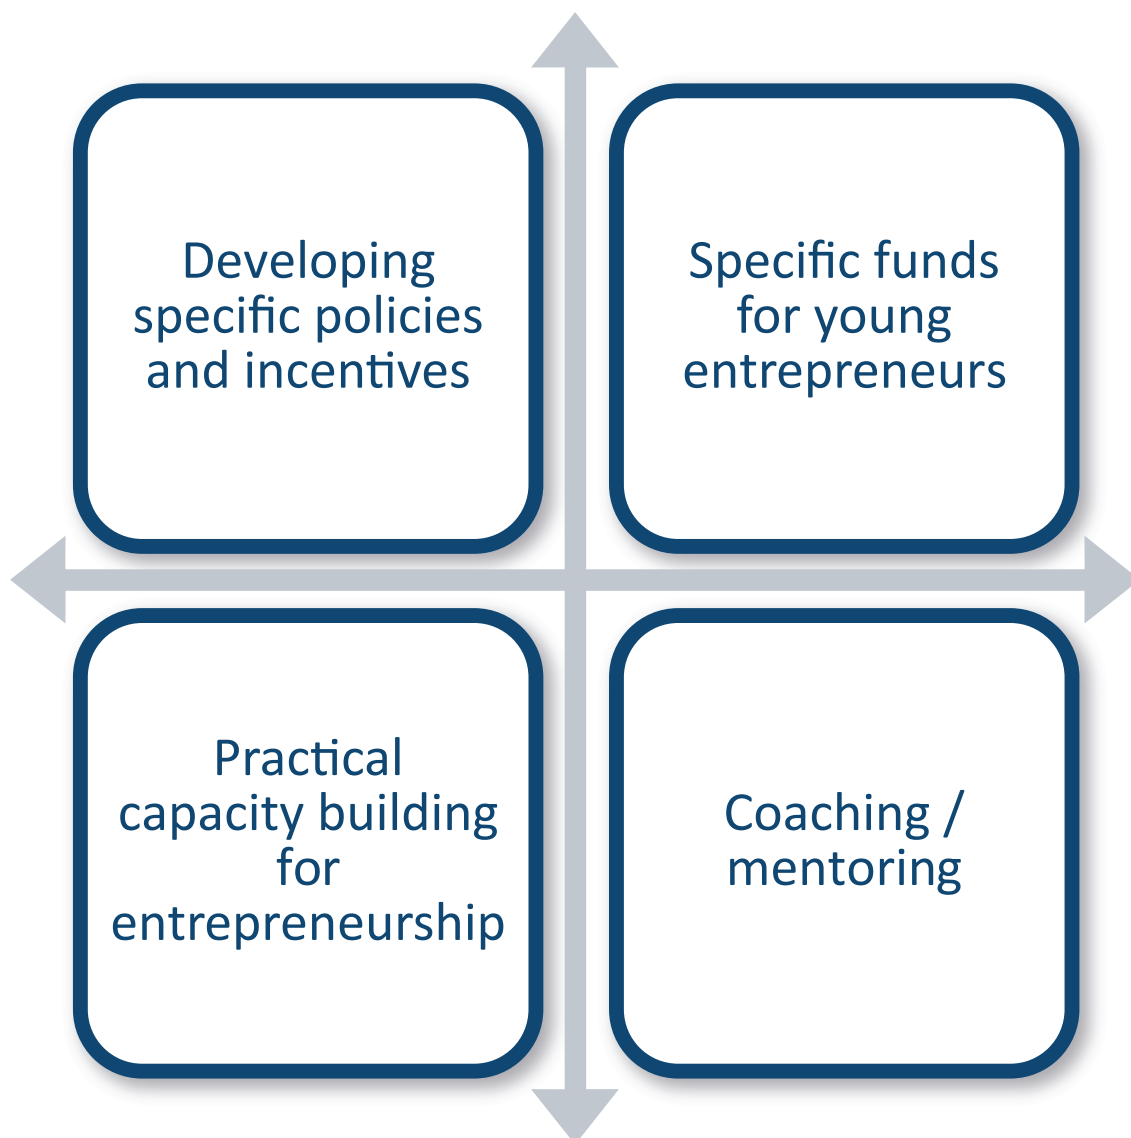 Developing
specific policies
and incentives
Specific funds
for young
entrepreneurs
Practical
capacity building
for
entrepreneurship
Coaching /
mentoring